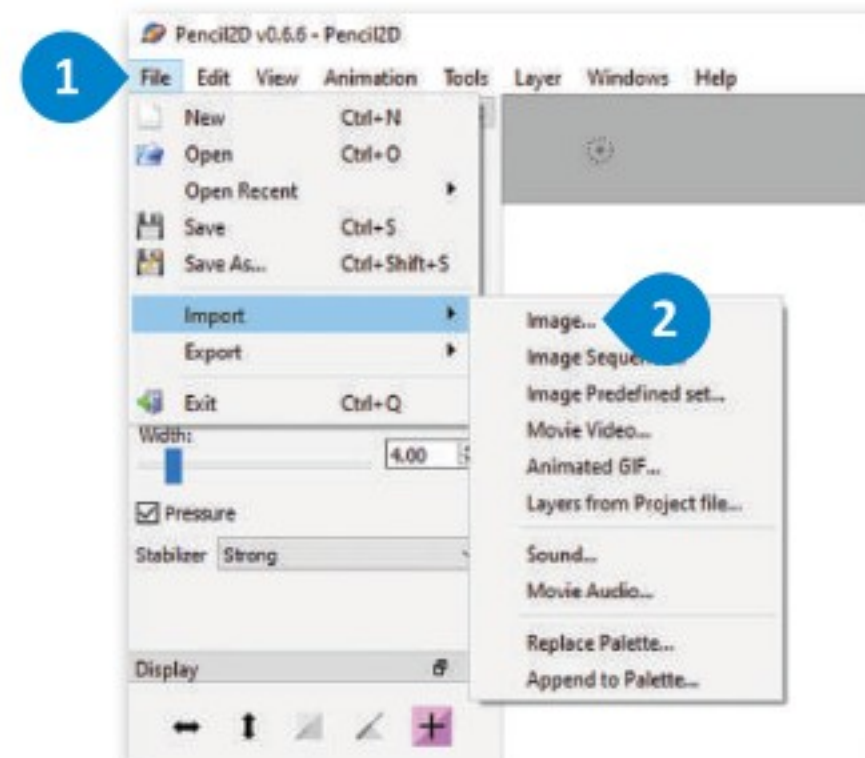 Pencil2D v0.6.6 - Pencil2D
1
File Edit View Animation Tools Layer Windows Help
New Ctrl+N
Open Ctrl+O
Open Recent
Save Ctrl+S
Save As... Ctrl+Shift+S
Import
Export
Exit Ctrl+Q
2
Image...
Image
Image Predefined set...
Movie Video...
Animated GIF...
Layers from Project file...
Sound...
Movie Audio...
Replace Palette...
Append to Palette...
Width:
4.00
Pressure
Stabilizer Strong
Display